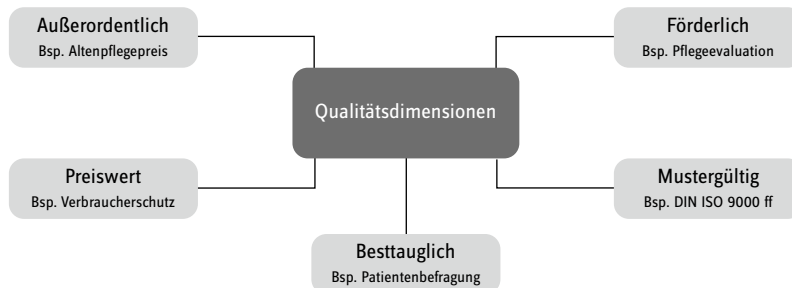 Außerordentlich
Bsp. Altenpflegepreis
Förderlich
Bsp. Pflegeevaluation
Qualitätsdimensionen
Preiswert
Bsp. Verbraucherschutz
Mustergültig
Bsp. DIN ISO 9000 ff
Besttauglich
Bsp. Patientenbefragung